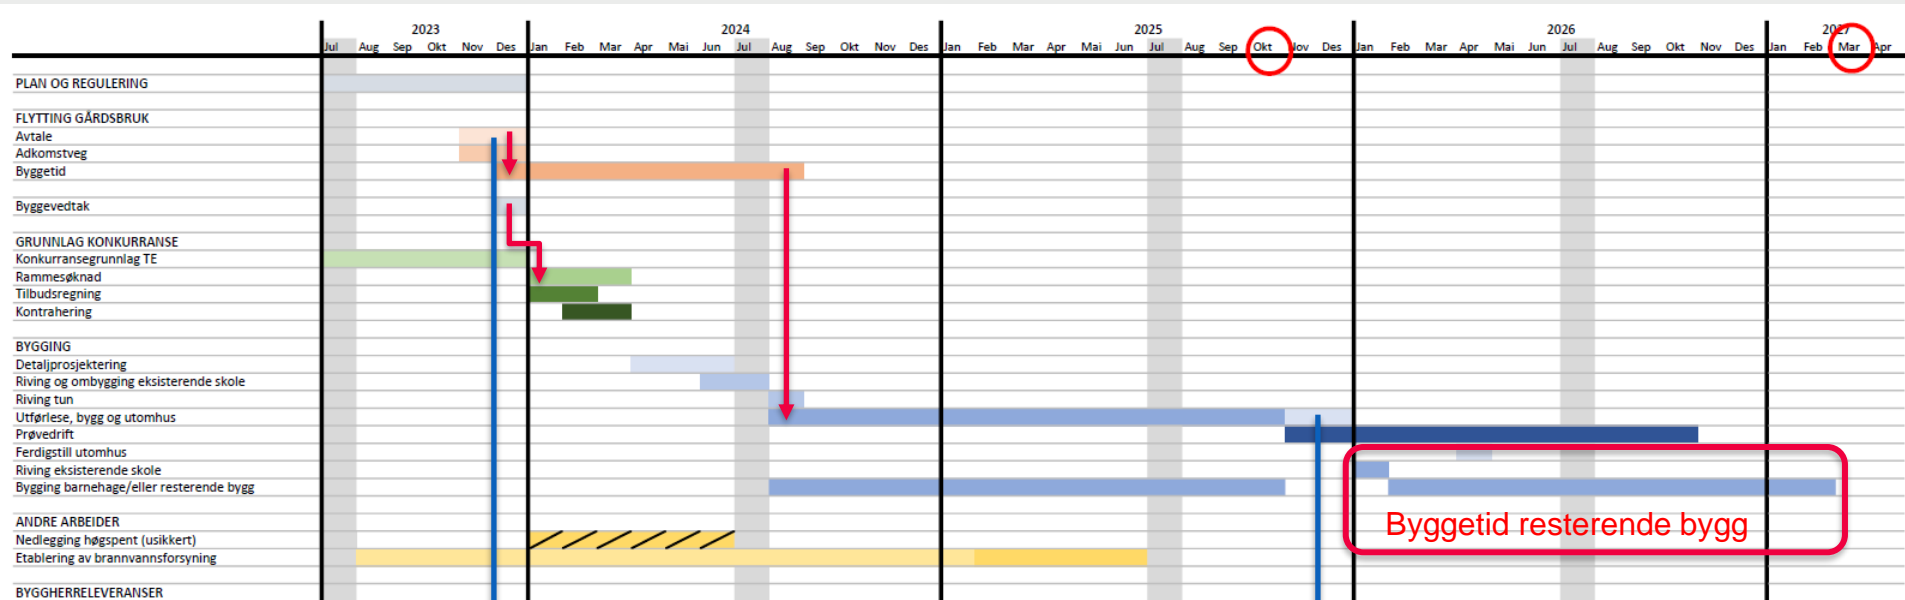 2023 2024 2025 2026 2027
Jul Aug Sep Okt Nov Des Jan Feb Mar Apr Mai Jun Jul Aug Sep Okt Nov Des Jan Feb Mar Apr Mai Jun Jul Aug Sep Okt Nov Des Jan Feb Mar Apr Mai Jun Jul Aug Sep Okt Nov Des Jan Feb Mar Apr
PLAN OG REGULERING
FLYTTING GÅRDSBRUK
Avtale
Adkomstveg
Byggetid
Byggevedtak
GRUNNLAG KONKURRANSE
Konkurransegrunnlag TE
Rammesøknad
Tilbudsregning
Kontrahering
BYGGING
Detaljprosjektering
Riving og ombygging eksisterende skole
Riving tun
Utførlese, bygg og utomhus
Prøvedrift
Ferdigstill utomhus
Riving eksisterende skole
Bygging barnehage/eller resterende bygg
Byggetid resterende bygg
ANDRE ARBEIDER
Nedlegging høgspent (usikkert)
Etablering av brannvannsforsyning
BYGGHERRELEVERANSER